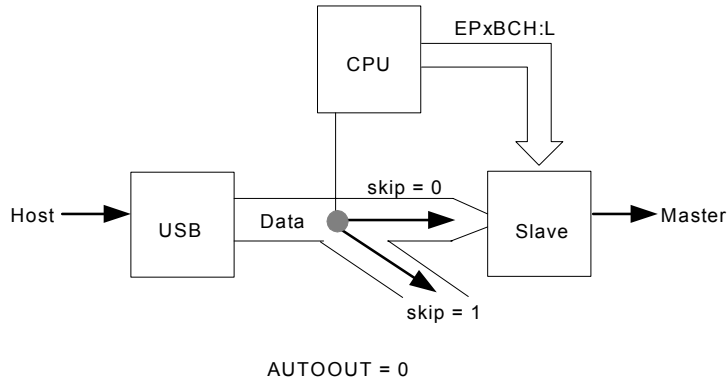 EPxBCH:L
CPU
skip = 0
Host
USB
Data
Slave
Master
skip = 1
AUTOOUT = 0